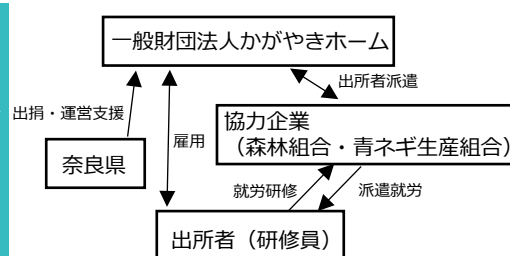 一般財団法人かがやきホーム
出所者派遣
出捐・運営支援
協力企業
（森林組合・青ネギ生産組合）
雇用
奈良県
就労研修
派遣就労
出所者（研修員）